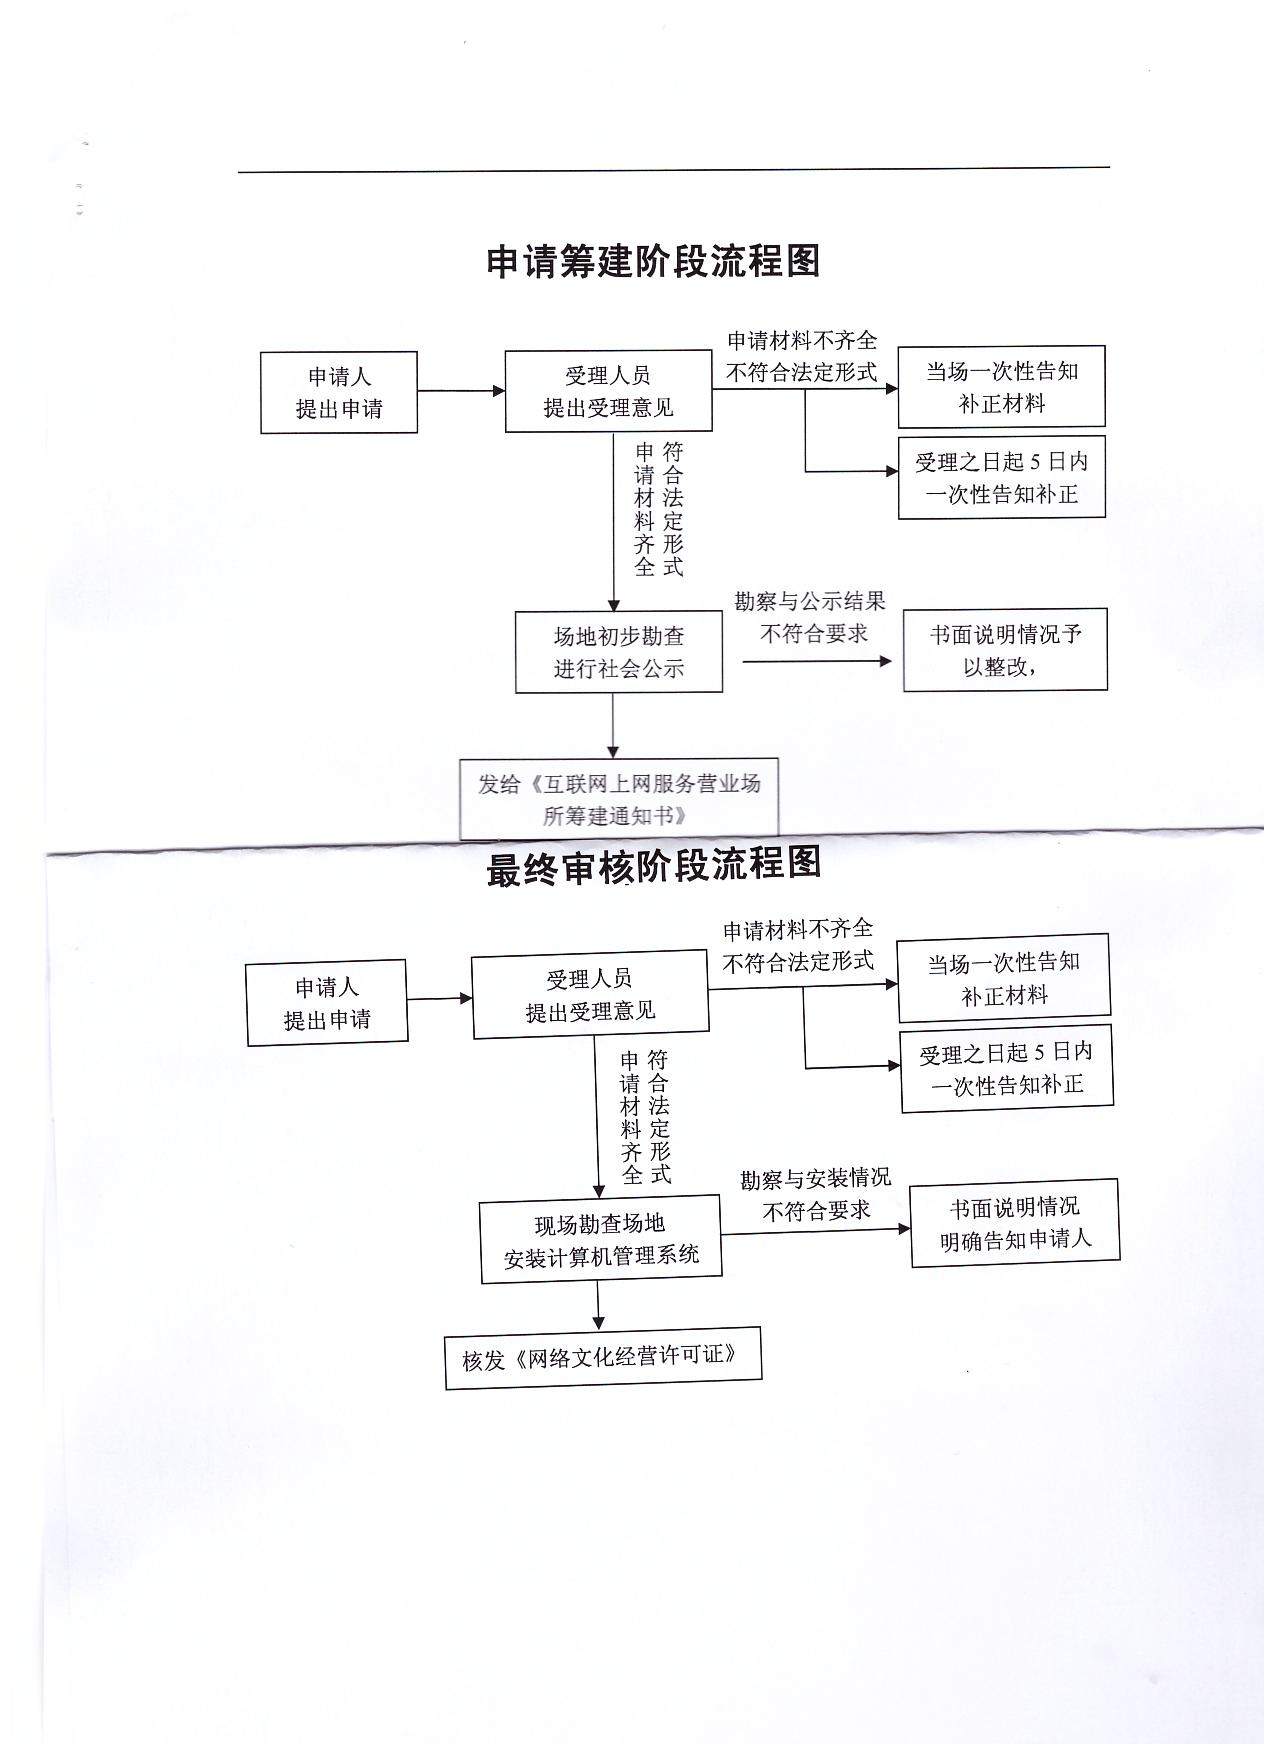 申请筹建阶段流程图
申请人
提出申请
受理人员
提出受理意见
申请材料不齐全
不符合法定形式
当场一次性告知
补正材料
受理之日起 5 日内
一次性告知补正
申请材料齐全
符合法定形式
场地初步勘查
进行社会公示
勘察与公示结果
不符合要求
书面说明情况予
以整改，
发给《互联网上网服务营业场
所筹建通知书》
最终审核阶段流程图
申请人
提出申请
受理人员
提出受理意见
申请材料不齐全
不符合法定形式
当场一次性告知
补正材料
受理之日起 5 日内
一次性告知补正
申请材料齐全
符合法定形式
现场勘查场地
安装计算机管理系统
勘察与安装情况
不符合要求
书面说明情况
明确告知申请人
核发《网络文化经营许可证》